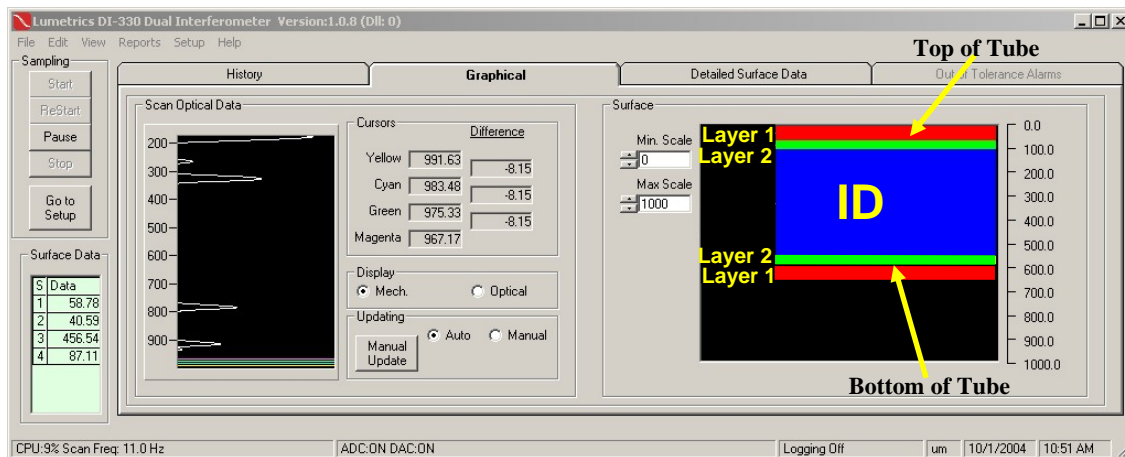 Lumetrics DI-330 Dual Interferometer Version:1.0.8 (Dll: 0)
File Edit View Reports Setup Help
Sampling
Start
ReStart
Pause
Stop
Go to
Setup
Surface Data
S Data
1 58.78
2 40.59
3 456.54
4 87.11
History
Graphical
Detailed Surface Data
Out of Tolerance Alarms
Scan Optical Data
200
300
400
500
600
700
800
900
Cursors
Difference
Yellow 991.63
-8.15
Cyan 983.48
-8.15
Green 975.33
-8.15
Magenta 967.17
Display
Mech. Optical
Updating
Auto Manual
Manual
Update
Surface
Min. Scale
0
Max Scale
1000
Top of Tube
Layer 1
Layer 2
ID
Layer 2
Layer 1
Bottom of Tube
0.0
100.0
200.0
300.0
400.0
500.0
600.0
700.0
800.0
900.0
1000.0
CPU:9% Scan Freq: 11.0 Hz
ADC:ON DAC:ON
Logging Off
um
10/1/2004
10:51 AM